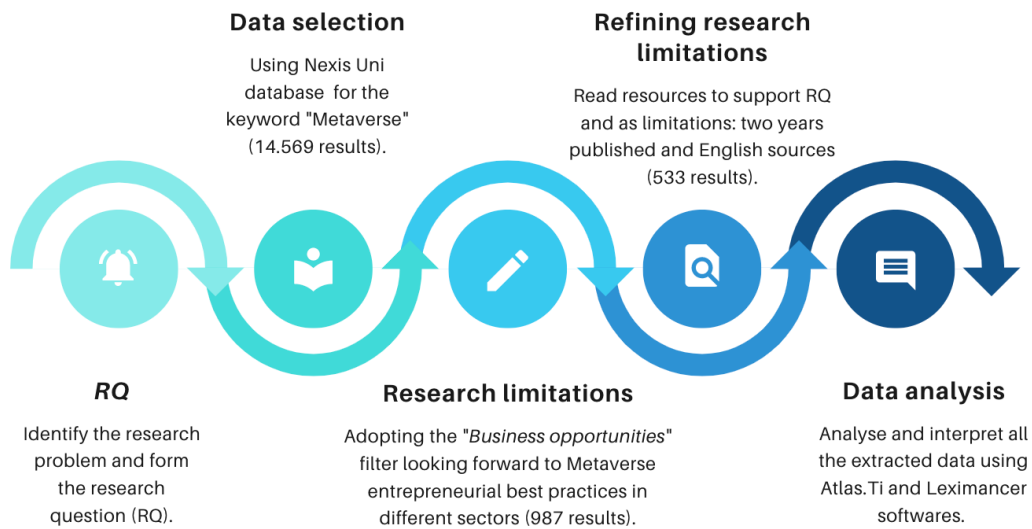 Data selection
Using Nexis Uni
database for the
keyword "Metaverse"
(14.569 results).
Refining research
limitations
Read resources to support RQ
and as limitations: two years
published and English sources
(533 results).
RQ
Identify the research
problem and form
the research
question (RQ).
Research limitations
Adopting the "Business opportunities"
filter looking forward to Metaverse
entrepreneurial best practices in
different sectors (987 results).
Data analysis
Analyse and interpret all
the extracted data using
Atlas.Ti and Leximancer
softwares.